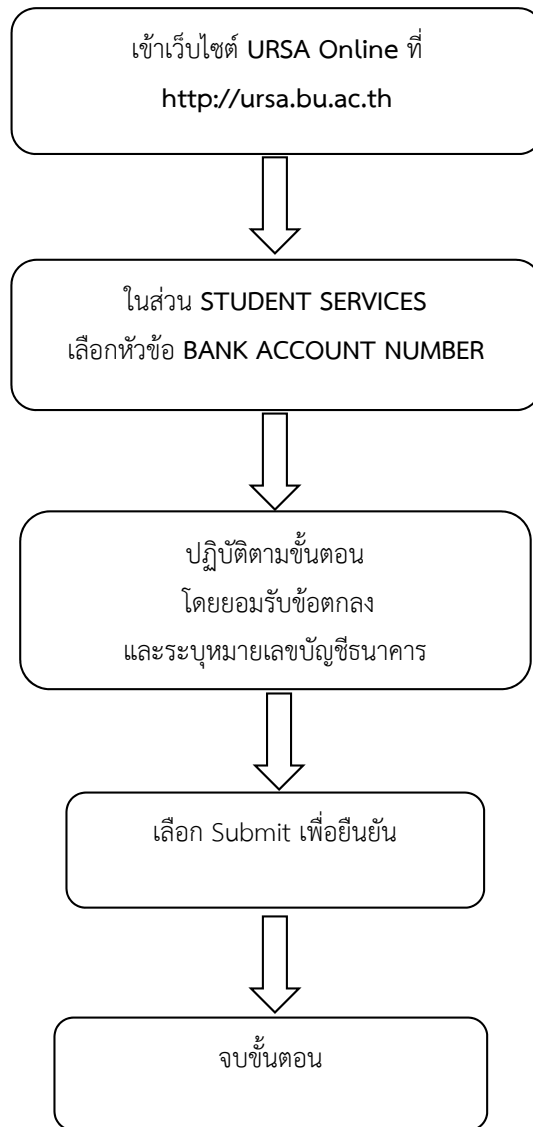 เข้าเว็บไซต์ URSA Online ที่
http://ursa.bu.ac.th
ในส่วน STUDENT SERVICES
เลือกหัวข้อ BANK ACCOUNT NUMBER
ปฏิบัติตามขั้นตอน
โดยยอมรับข้อตกลง
และระบุหมายเลขบัญชีธนาคาร
เลือก Submit เพื่อยืนยัน
จบขั้นตอน